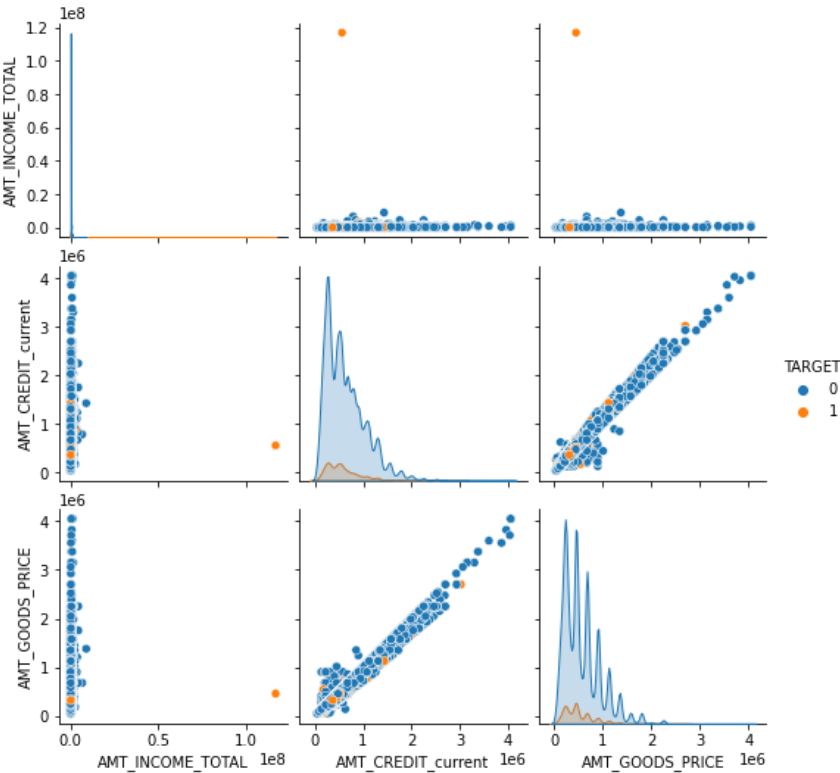 1e8
AMT_INCOME_TOTAL
1.2
1.0
0.8
0.6
0.4
0.2
0.0
1e6
AMT_CREDIT_current
4
3
2
1
0
TARGET
0
1
1e6
AMT_GOODS_PRICE
4
3
2
1
0
0.0 0.5 1.0 0 1 2 3 4 0 1 2 3 4
AMT_INCOME_TOTAL 1e8 AMT_CREDIT_current 1e6 AMT_GOODS_PRICE 1e6